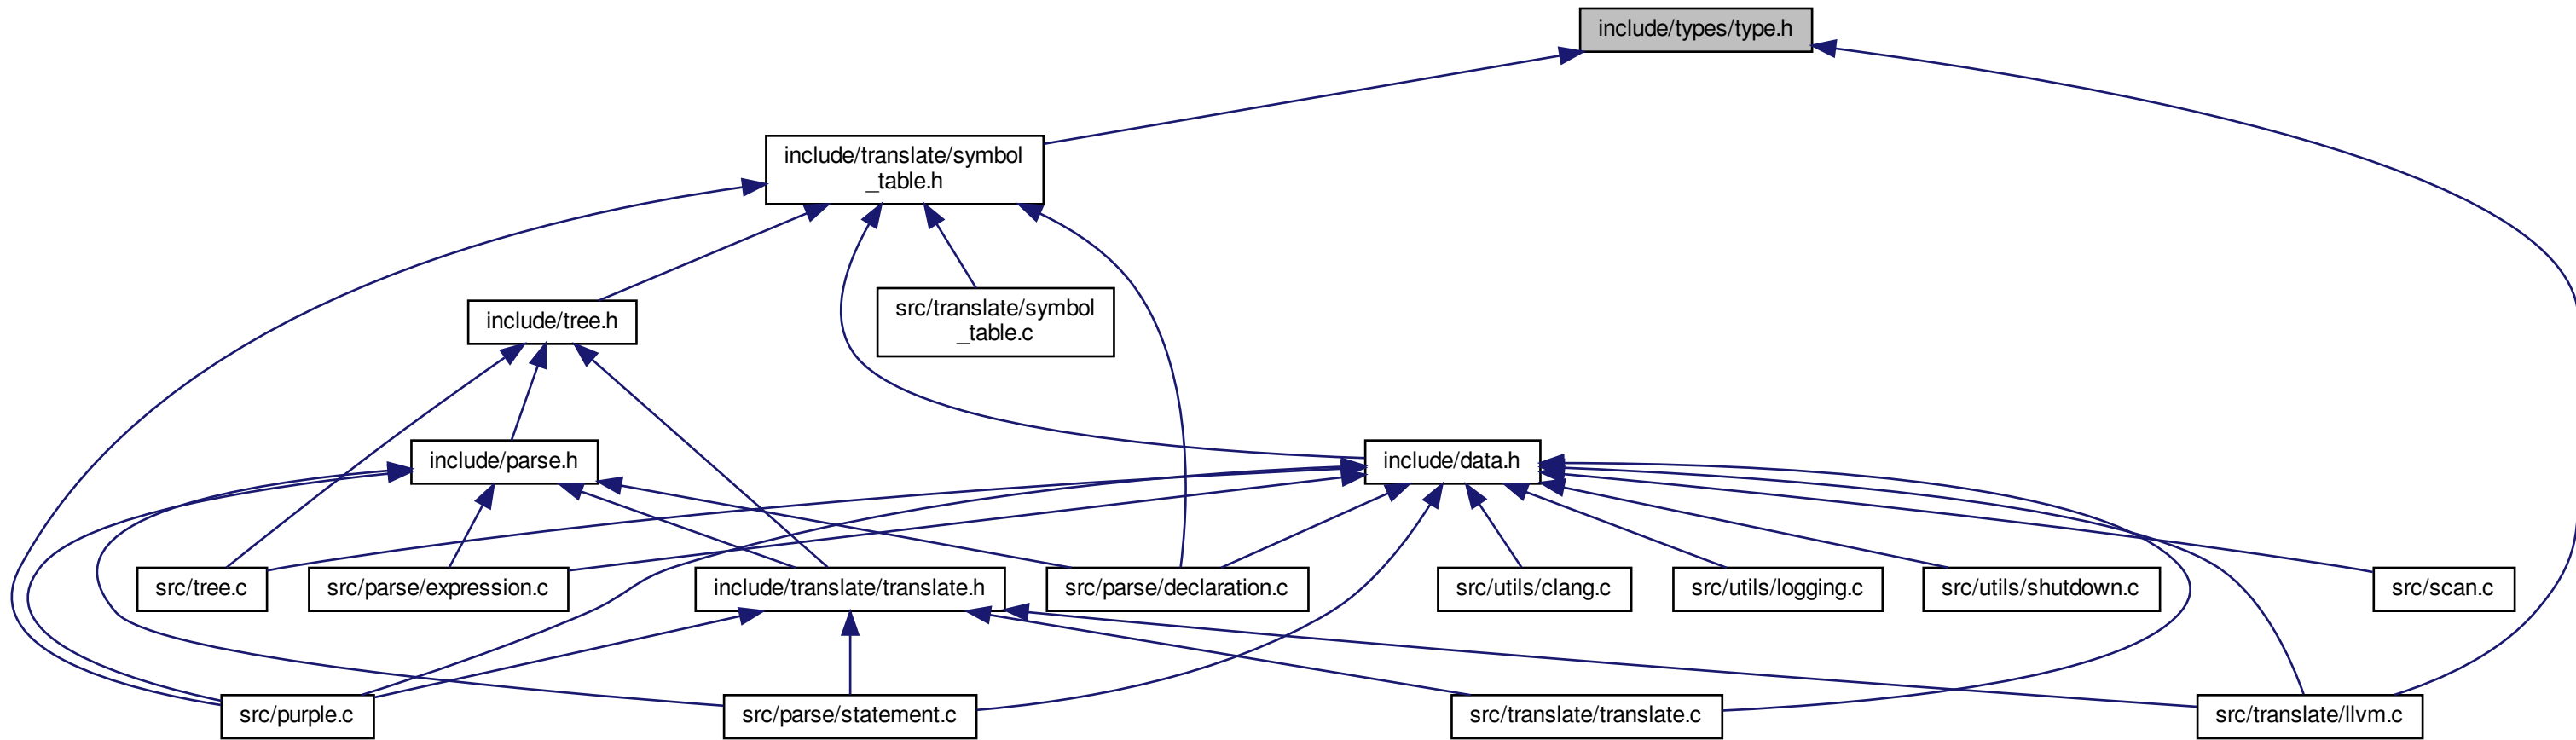 include/types/type.h
include/translate/symbol
_table.h
include/tree.h
src/translate/symbol
_table.c
include/parse.h
include/data.h
src/tree.c
src/parse/expression.c
include/translate/translate.h
src/parse/declaration.c
src/utils/clang.c
src/utils/logging.c
src/utils/shutdown.c
src/scan.c
src/purple.c
src/parse/statement.c
src/translate/translate.c
src/translate/llvm.c